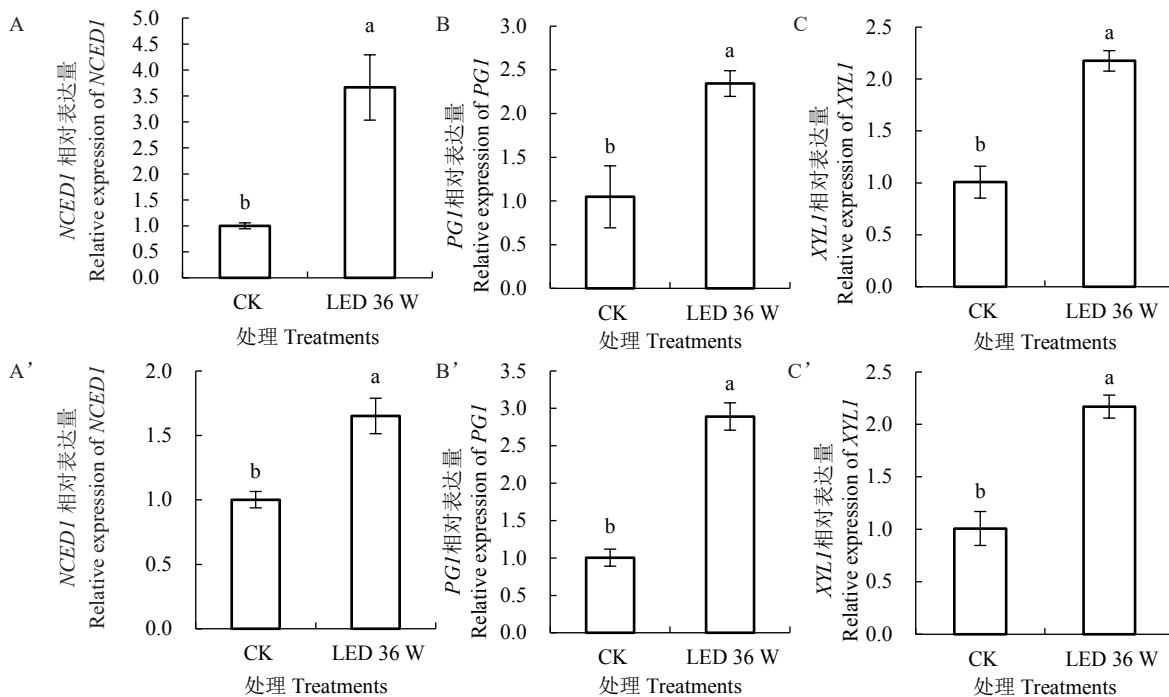 A
NCED1 相对表达量
Relative expression of NCED1
5.0
4.5
4.0
3.5
3.0
2.5
2.0
1.5
1.0
0.5
0.0
b
a
CK
LED 36 W
处理 Treatments
B
PG1相对表达量
Relative expression of PG1
3.0
2.5
2.0
1.5
1.0
0.5
0.0
b
a
CK
LED 36 W
处理 Treatments
C
XYL1相对表达量
Relative expression of XYL1
2.5
2.0
1.5
1.0
0.5
0.0
b
a
CK
LED 36 W
处理 Treatments
A’
NCED1 相对表达量
Relative expression of NCED1
2.0
1.5
1.0
0.5
0.0
b
a
CK
LED 36 W
处理 Treatments
B’
PG1相对表达量
Relative expression of PG1
3.5
3.0
2.5
2.0
1.5
1.0
0.5
0.0
b
a
CK
LED 36 W
处理 Treatments
C’
XYL1相对表达量
Relative expression of XYL1
2.5
2.0
1.5
1.0
0.5
0.0
b
a
CK
LED 36 W
处理 Treatments